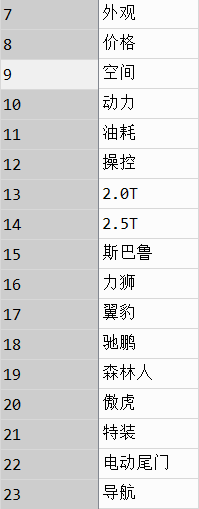 7 外观
8 价格
9 空间
10 动力
11 油耗
12 操控
13 2.0T
14 2.5T
15 斯巴鲁
16 力狮
17 翼豹
18 驰鹏
19 森林人
20 傲虎
21 特装
22 电动尾门
23 导航